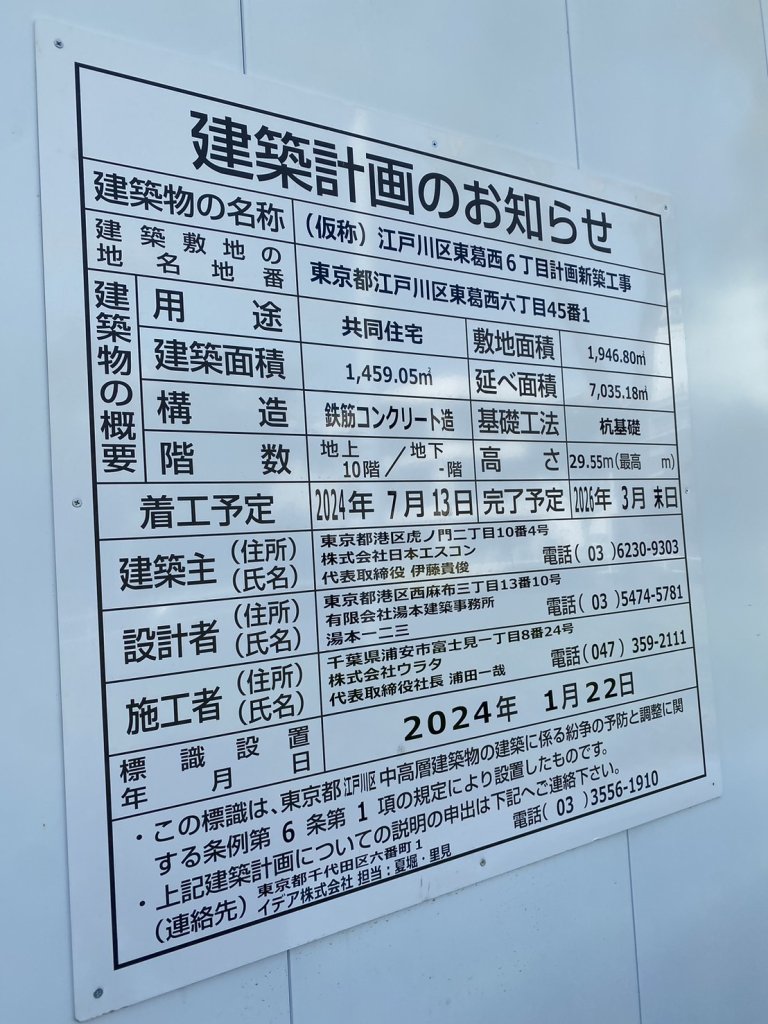 建築計画のお知らせ
建築物の名称 (仮称)江戸川区東葛西6丁目計画新築工事
建築敷地の
地名地番 東京都江戸川区東葛西六丁目45番1
建築物の概要
用途 共同住宅 敷地面積 1,946.80㎡
建築面積 1,459.05㎡ 延べ面積 7,035.18㎡
構造 鉄筋コンクリート造 基礎工法 杭基礎
階数 地上10階/地下-階 高さ 29.55m(最高 m)
着工予定 2024年 7月 13日 完了予定 2026年 3月 末日
建築主 (住所) 東京都港区虎ノ門二丁目10番4号
(氏名) 株式会社日本エスコン 電話( 03 )6230-9303
代表取締役 伊藤貴俊
設計者 (住所) 東京都港区西麻布三丁目13番10号
(氏名) 有限会社湯本建築事務所 電話( 03 )5474-5781
湯本一二三
施工者 (住所) 千葉県浦安市富士見一丁目8番24号
(氏名) 株式会社ウラタ 電話(047) 359-2111
代表取締役社長 浦田一哉
標識設置
年月日 2024年 1月22日
・この標識は、東京都江戸川区中高層建築物の建築に係る紛争の予防と調整に関
する条例第 6 条第 1 項の規定により設置したものです。
・上記建築計画についての説明の申出は下記へご連絡下さい。
(連絡先) 東京都千代田区六番町1 電話( 03 )3556-1910
イデア株式会社 担当:夏堀・里見